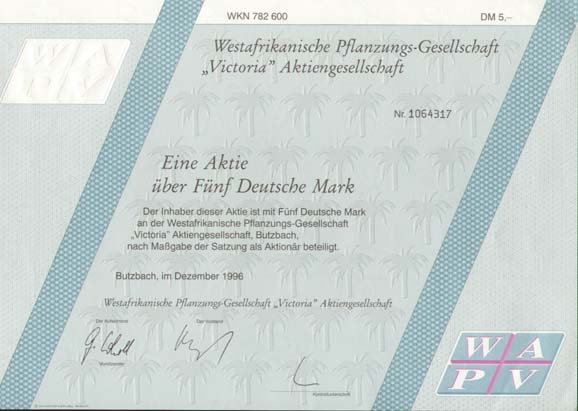 WKN 782 600 DM 5,–
WAPV
Westafrikanische Pflanzungs-Gesellschaft
„Victoria” Aktiengesellschaft
Nr. 1064317
Eine Aktie
über Fünf Deutsche Mark
Der Inhaber dieser Aktie ist mit Fünf Deutsche Mark
an der Westafrikanische Pflanzungs-Gesellschaft
„Victoria” Aktiengesellschaft, Butzbach,
nach Maßgabe der Satzung als Aktionär beteiligt.
Butzbach, im Dezember 1996
Westafrikanische Pflanzungs-Gesellschaft „Victoria” Aktiengesellschaft
Der Aufsichtsrat Der Vorstand
Vorsitzender
Kontrollunterschrift
W A
P V